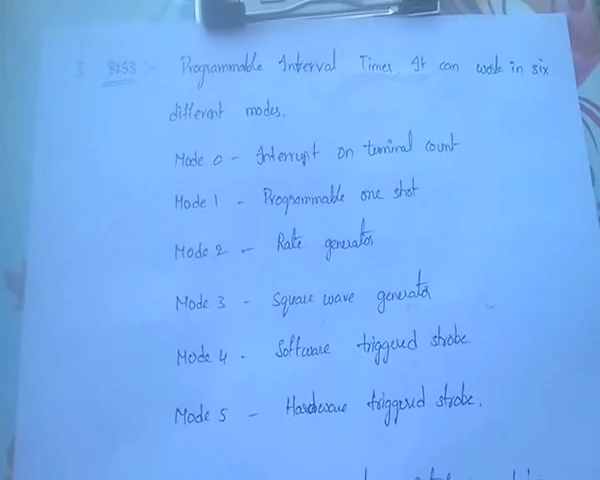 3 8253 :- Programmable Interval Timer. It can work in six
different modes.
Mode 0 - Interrupt on terminal count
Mode 1 - Programmable one shot
Mode 2 - Rate generator
Mode 3 - Square wave generator
Mode 4 - Software triggered strobe
Mode 5 - Hardware triggered strobe.